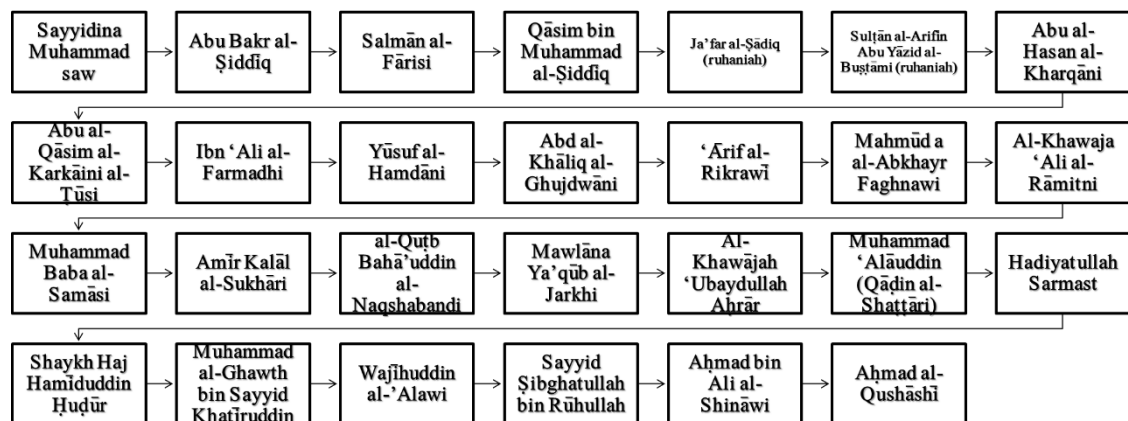 Sayyidina
Muhammad
saw
Abu Bakr al-
Ṣiddīq
Salmān al-
Fārisi
Qāsim bin
Muhammad
al-Ṣiddīq
Ja’far al-Ṣādiq
(ruhaniah)
Sulṭān al-Arifīn
Abu Yāzid al-
Busṭāmi (ruhaniah)
Abu al-
Hasan al-
Kharqāni
Abu al-
Qāsim al-
Karkāini al-
Ṭūsi
Ibn ‘Ali al-
Farmadhi
Yūsuf al-
Hamdāni
Abd al-
Khāliq al-
Ghujdwāni
‘Ārif al-
Rikrawī
Mahmūd a
al-Abkhayr
Faghnawi
Al-Khawaja
‘Ali al-
Rāmitni
Muhammad
Baba al-
Samāsi
Amīr Kalāl
al-Sukhāri
al-Quṭb
Bahā’uddin
al-
Naqshabandi
Mawlāna
Ya’qūb al-
Jarkhi
Al-
Khawājah
‘Ubaydullah
Aḥrār
Muhammad
‘Alāuddin
(Qāḍin al-
Shaṭṭāri)
Hadiyatullah
Sarmast
Shaykh Haj
Hamīduddin
Ḥuḍūr
Muhammad
al-Ghawth
bin Sayyid
Khaṭīruddin
Wajīhuddin
al-’Alawi
Sayyid
Ṣibghatullah
bin Rūhullah
Aḥmad bin
Ali al-
Shināwi
Aḥmad al-
Qushāshī